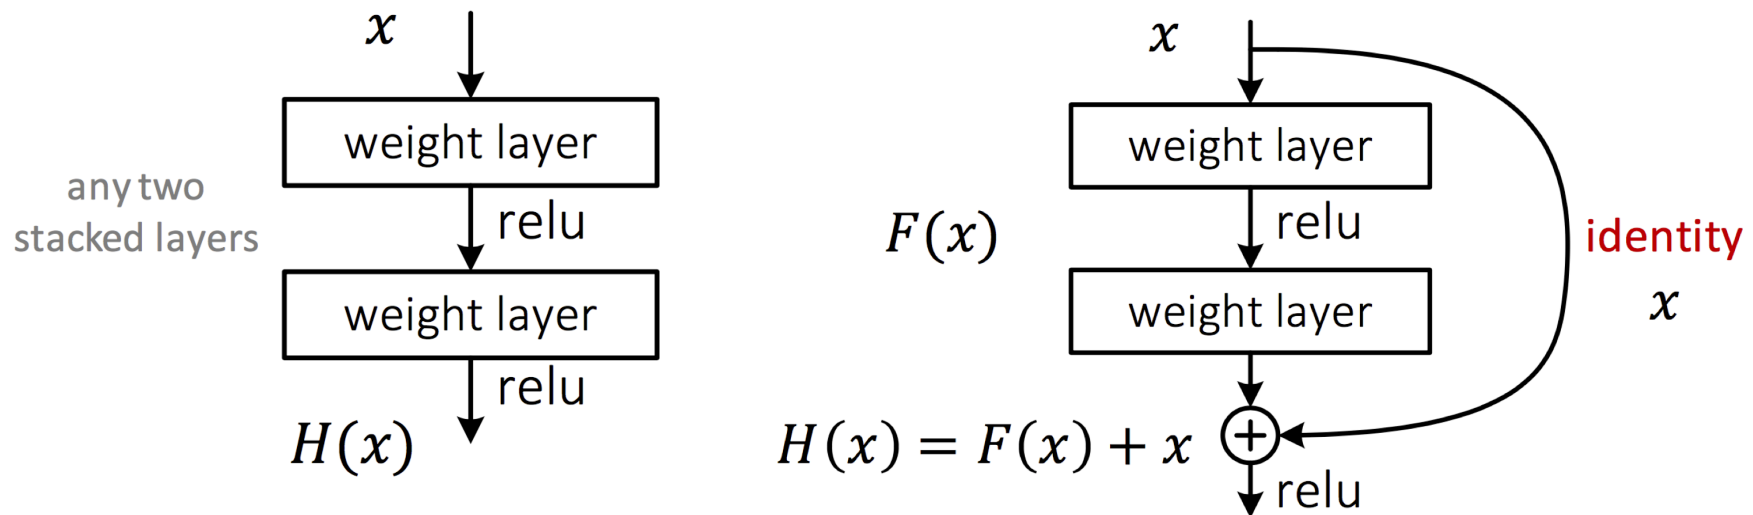 x
weight layer
any two
stacked layers
relu
weight layer
relu
H(x)
x
weight layer
F(x)
relu
identity
x
weight layer
H(x) = F(x) + x
+
relu